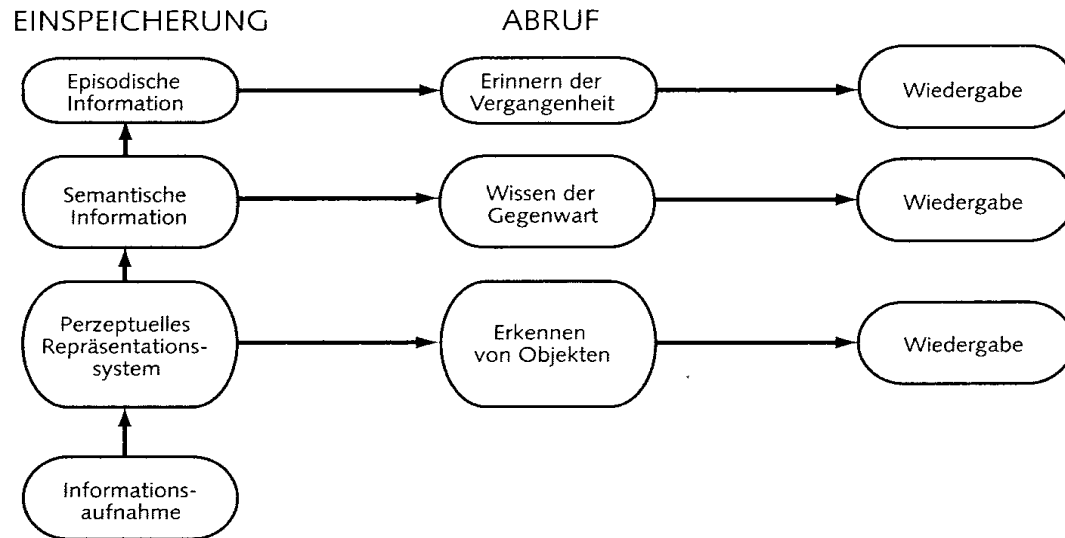 EINSPEICHERUNG
ABRUF
Episodische
Information
Erinnern der
Vergangenheit
Wiedergabe
Semantische
Information
Wissen der
Gegenwart
Wiedergabe
Perzeptuelles
Repräsentations-
system
Erkennen
von Objekten
Wiedergabe
Informations-
aufnahme